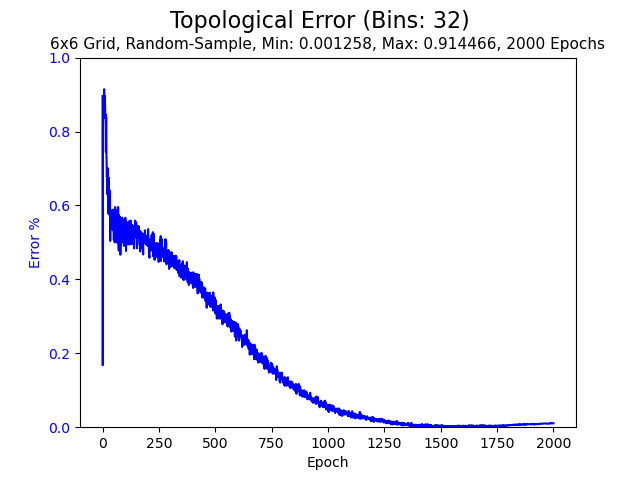 Topological Error (Bins: 32)
6x6 Grid, Random-Sample, Min: 0.001258, Max: 0.914466, 2000 Epochs
1.0
0.8
0.6
0.4
0.2
0.0
Error %
0 250 500 750 1000 1250 1500 1750 2000
Epoch